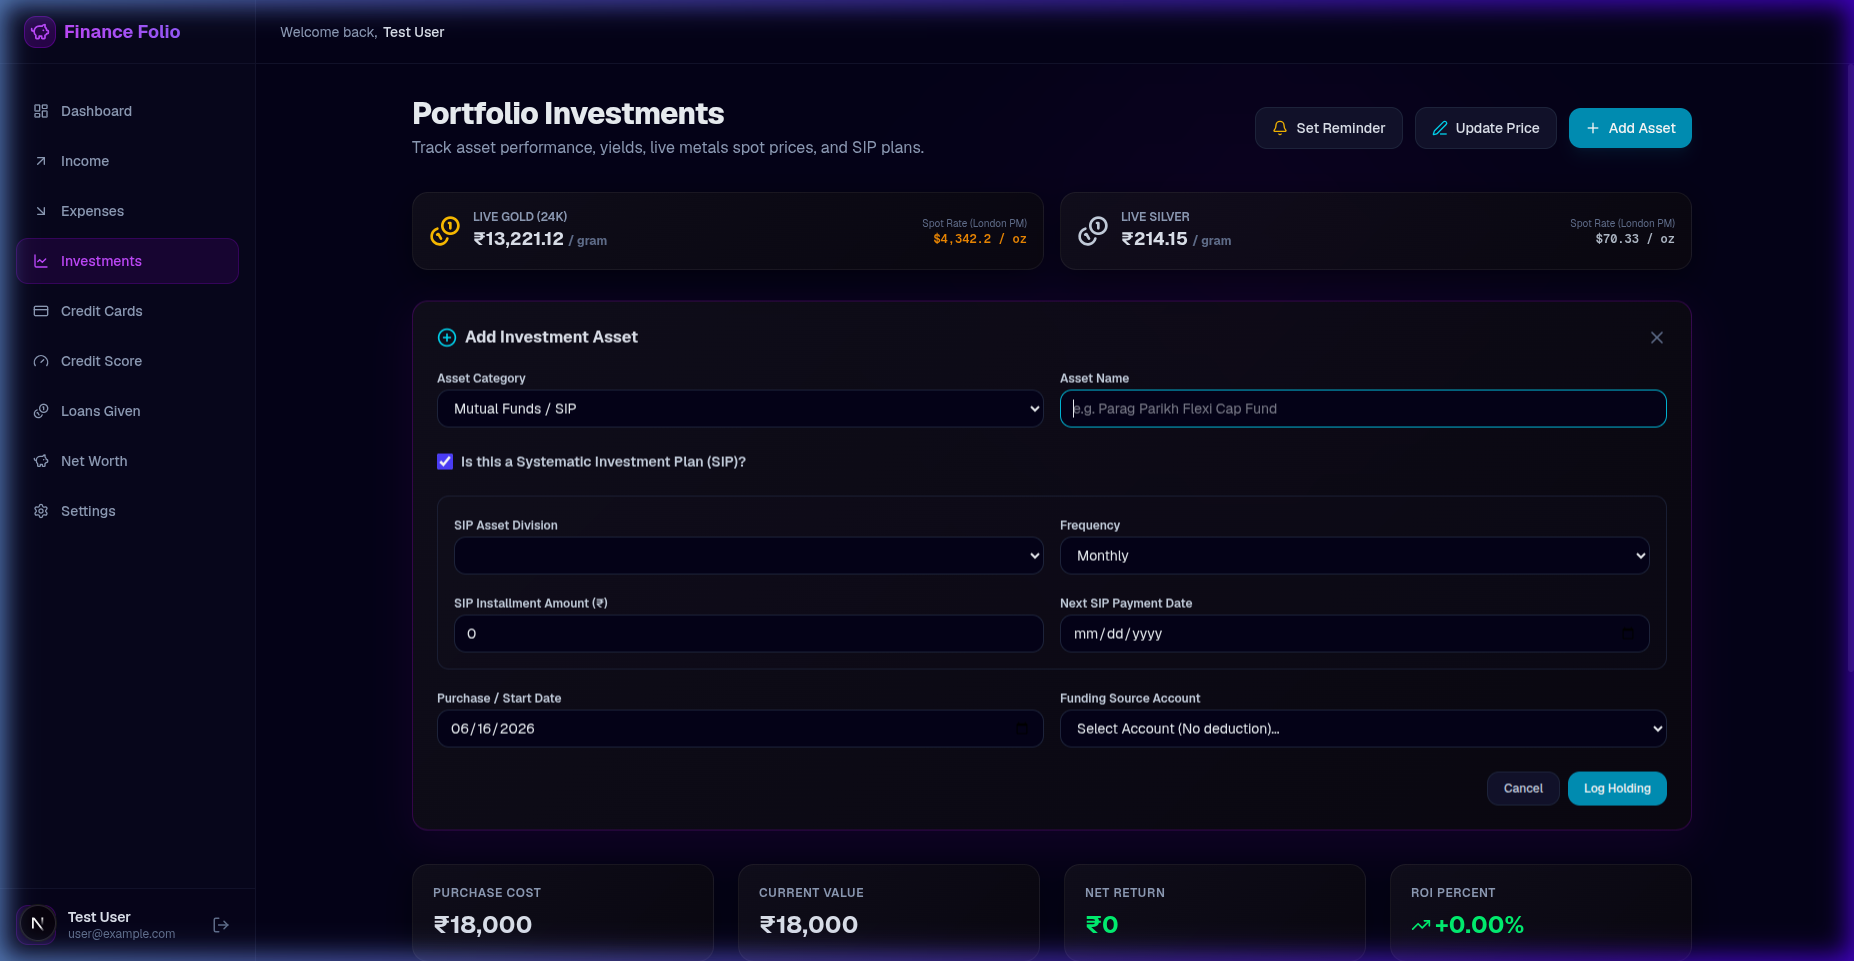 Finance Folio
Welcome back, Test User
Dashboard
Income
Expenses
Investments
Credit Cards
Credit Score
Loans Given
Net Worth
Settings
N
Test User
user@example.com
Portfolio Investments
Track asset performance, yields, live metals spot prices, and SIP plans.
Set Reminder
Update Price
Add Asset
LIVE GOLD (24K)
₹13,221.12 / gram
Spot Rate (London PM)
$4,342.2 / oz
LIVE SILVER
₹214.15 / gram
Spot Rate (London PM)
$70.33 / oz
Add Investment Asset
Asset Category
Mutual Funds / SIP
Asset Name
e.g. Parag Parikh Flexi Cap Fund
Is this a Systematic Investment Plan (SIP)?
SIP Asset Division
Frequency
Monthly
SIP Installment Amount (₹)
0
Next SIP Payment Date
mm/dd/yyyy
Purchase / Start Date
06/16/2026
Funding Source Account
Select Account (No deduction)...
Cancel
Log Holding
PURCHASE COST
₹18,000
CURRENT VALUE
₹18,000
NET RETURN
₹0
ROI PERCENT
+0.00%